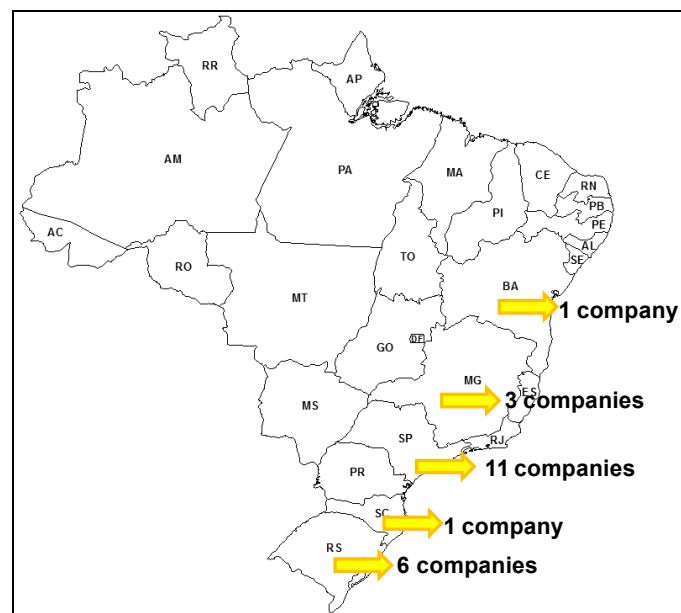 RR
AP
AM
PA
MA
CE
RN
PB
PE
PI
AL
SE
AC
TO
RO
BA
MT
1 company
DF
GO
MG
ES
3 companies
MS
SP
RJ
PR
11 companies
SC
1 company
RS
6 companies